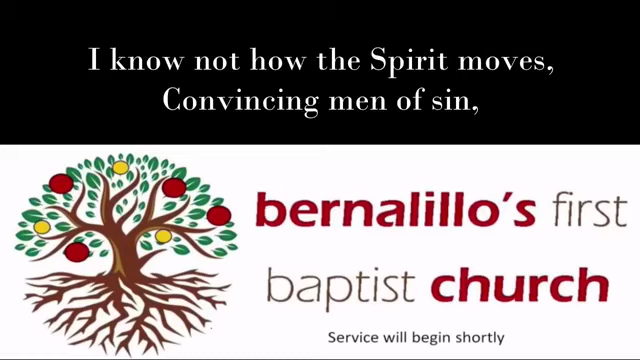 I know not how the Spirit moves,
Convincing men of sin,
bernalillo's first
baptist church
Service will begin shortly